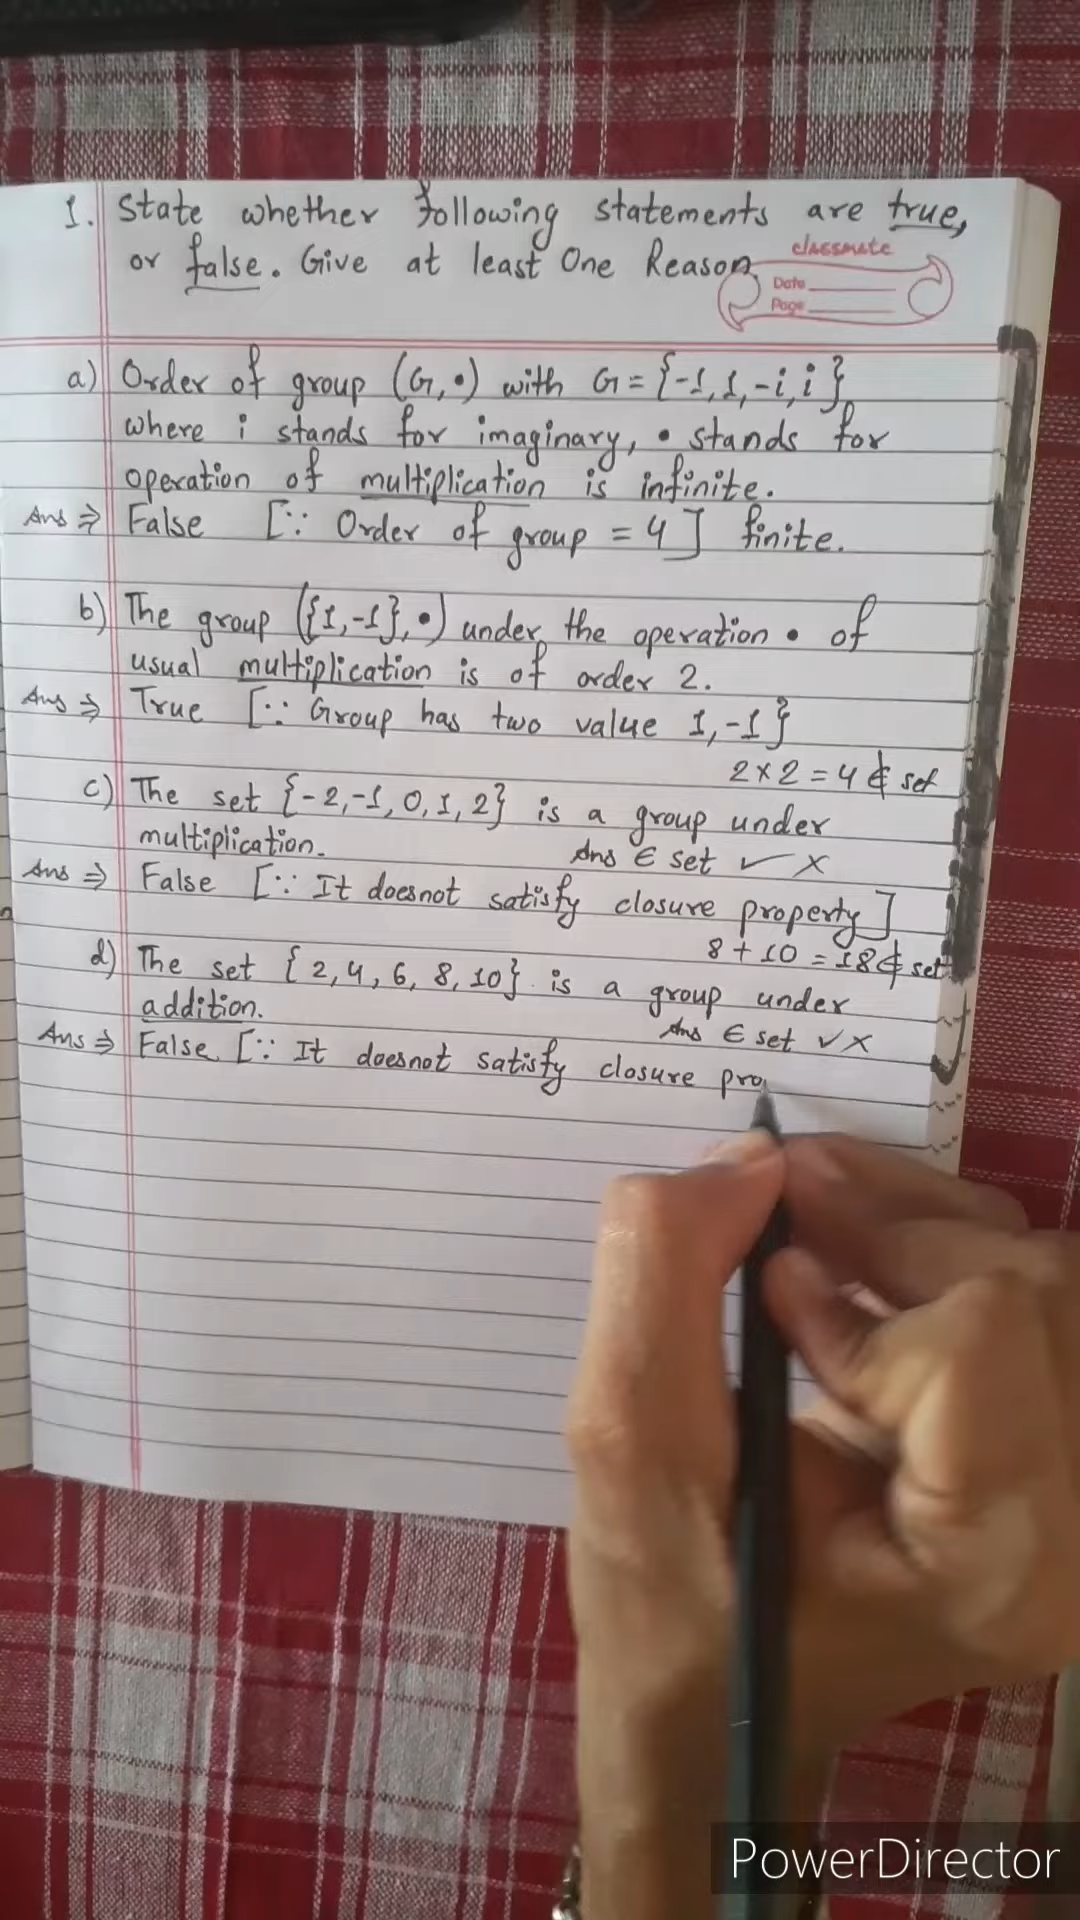 1. State whether following statements are true,
or false. Give at least One Reason.
classmate
Date
Page
a) Order of group (G, •) with G = {-1, 1, -i, i}
where i stands for imaginary, • stands for
operation of multiplication is infinite.
Ans ⇒ False [∵ Order of group = 4] finite.
b) The group ({1, -1}, •) under the operation • of
usual multiplication is of order 2.
Ans ⇒ True [∵ Group has two value 1, -1}
2 × 2 = 4 ∉ set
c) The set {-2, -1, 0, 1, 2} is a group under
multiplication.
Ans ∈ set ✓ ×
Ans ⇒ False [∵ It doesnot satisfy closure property]
8 + 10 = 18 ∉ set
d) The set {2, 4, 6, 8, 10} is a group under
addition.
Ans ∈ set ✓ ×
Ans ⇒ False [∵ It doesnot satisfy closure pro
PowerDirector